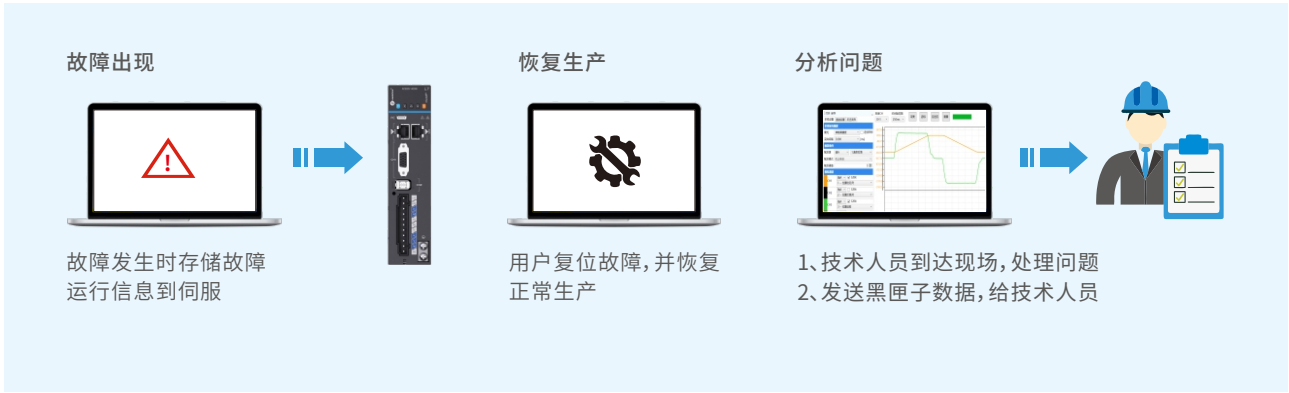 故障出现
恢复生产
分析问题
故障发生时存储故障
运行信息到伺服
用户复位故障，并恢复
正常生产
1、技术人员到达现场，处理问题
2、发送黑匣子数据，给技术人员